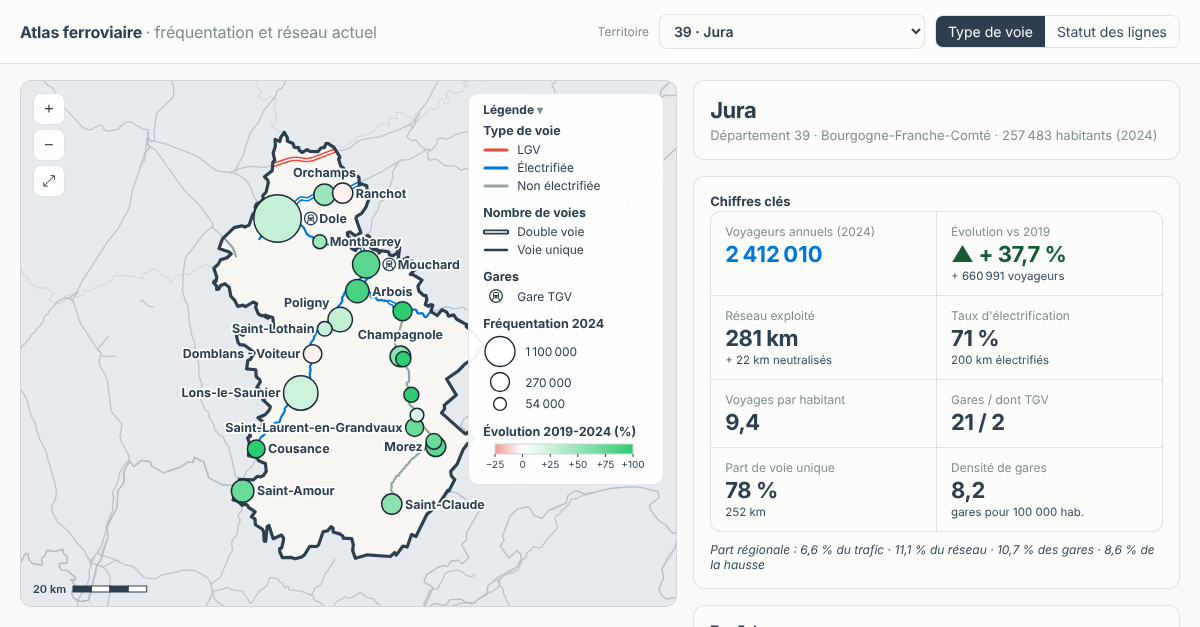 Atlas ferroviaire · fréquentation et réseau actuel
Territoire
39 · Jura
Type de voie
Statut des lignes
+
−
Orchamps
Ranchot
Dole
Montbarrey
Mouchard
Arbois
Poligny
Saint-Lothain
Champagnole
Domblans - Voiteur
Lons-le-Saunier
Saint-Laurent-en-Grandvaux
Morez
Cousance
Saint-Amour
Saint-Claude
20 km
Légende ▾
Type de voie
LGV
Électrifiée
Non électrifiée
Nombre de voies
Double voie
Voie unique
Gares
Gare TGV
Fréquentation 2024
1 100 000
270 000
54 000
Évolution 2019-2024 (%)
−25 0 +25 +50 +75 +100
Jura
Département 39 · Bourgogne-Franche-Comté · 257 483 habitants (2024)
Chiffres clés
Voyageurs annuels (2024)
2 412 010
Évolution vs 2019
▲ + 37,7 %
+ 660 991 voyageurs
Réseau exploité
281 km
+ 22 km neutralisés
Taux d'électrification
71 %
200 km électrifiés
Voyages par habitant
9,4
Gares / dont TGV
21 / 2
Part de voie unique
78 %
252 km
Densité de gares
8,2
gares pour 100 000 hab.
Part régionale : 6,6 % du trafic · 11,1 % du réseau · 10,7 % des gares · 8,6 % de
la hausse